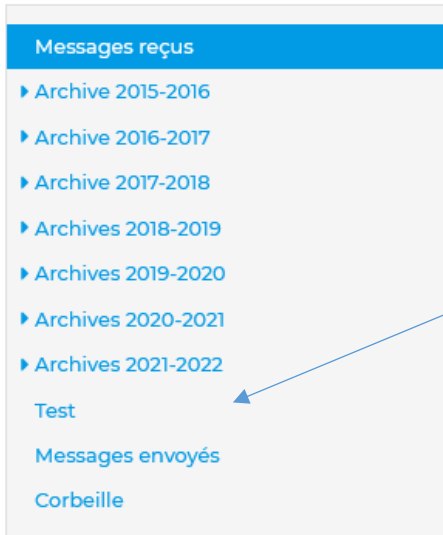 Messages reçus
Archive 2015-2016
Archive 2016-2017
Archive 2017-2018
Archives 2018-2019
Archives 2019-2020
Archives 2020-2021
Archives 2021-2022
Test
Messages envoyés
Corbeille